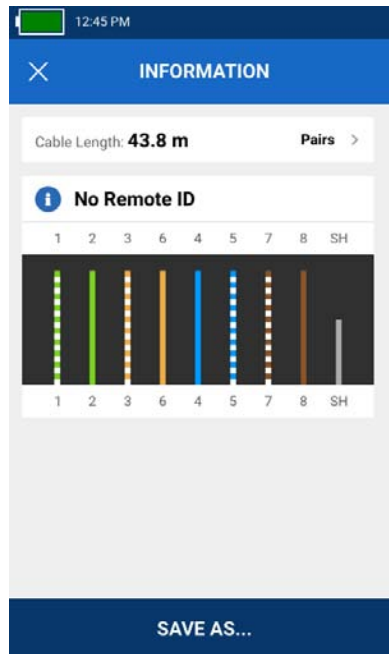 12:45 PM
INFORMATION
Cable Length: 43.8 m Pairs >
i No Remote ID
1 2 3 6 4 5 7 8 SH
1 2 3 6 4 5 7 8 SH
SAVE AS...